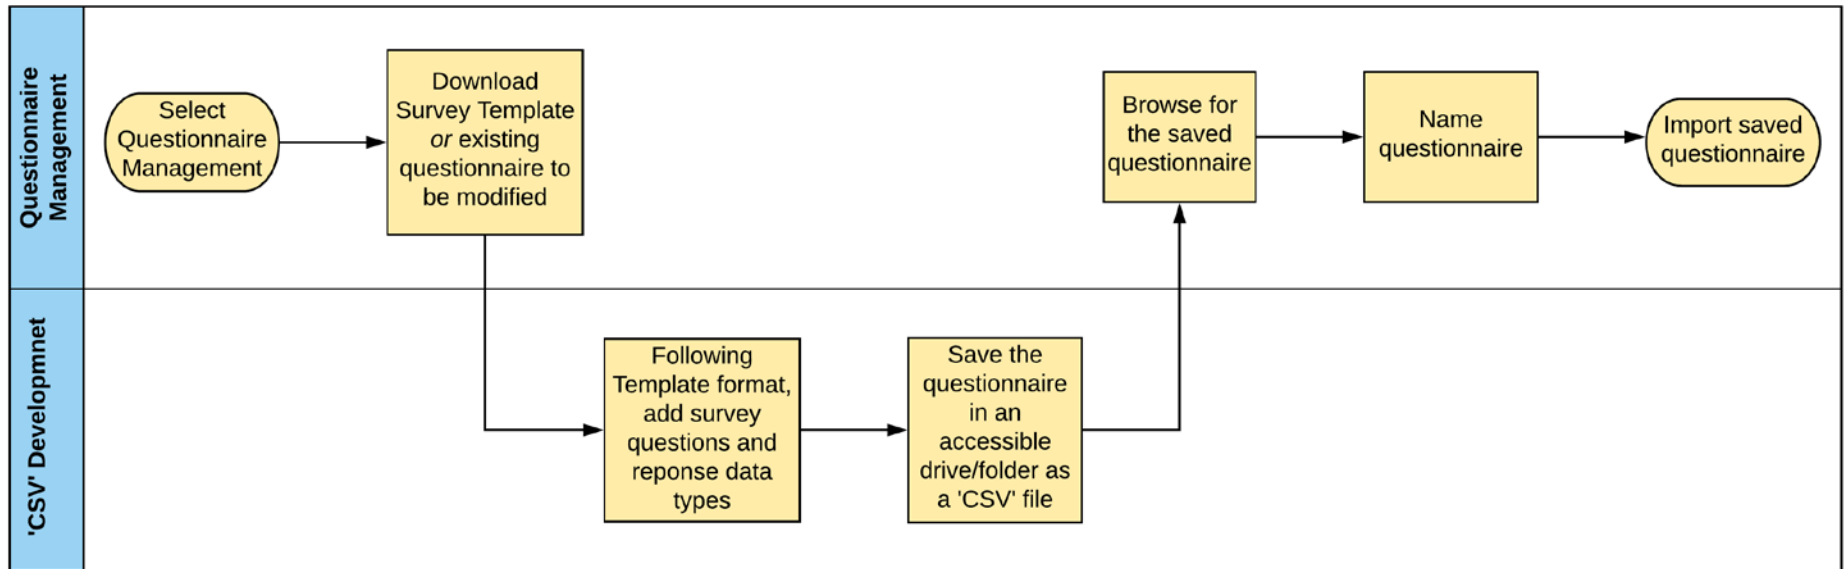 Questionnaire
Management
Select
Questionnaire
Management
Download
Survey Template
or existing
questionnaire to
be modified
Browse for
the saved
questionnaire
Name
questionnaire
Import saved
questionnaire
'CSV' Developmnet
Following
Template format,
add survey
questions and
reponse data
types
Save the
questionnaire
in an
accessible
drive/folder as
a 'CSV' file